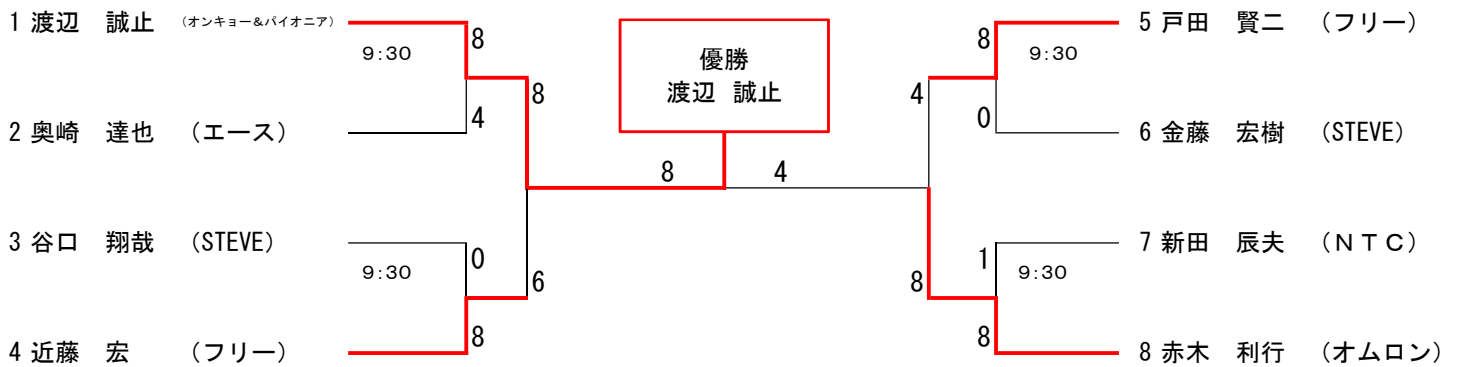 1 渡辺 誠止 （オンキョー&パイオニア）
9:30
8
4
2 奥崎 達也 （エース）
8
3 谷口 翔哉 （STEVE）
9:30
0
8
6
4 近藤 宏 （フリー）
優勝
渡辺 誠止
8 4
5 戸田 賢二 （フリー）
9:30
8
0
4
6 金藤 宏樹 （STEVE）
7 新田 辰夫 （ＮＴＣ）
9:30
1
8
8
8 赤木 利行 （オムロン）